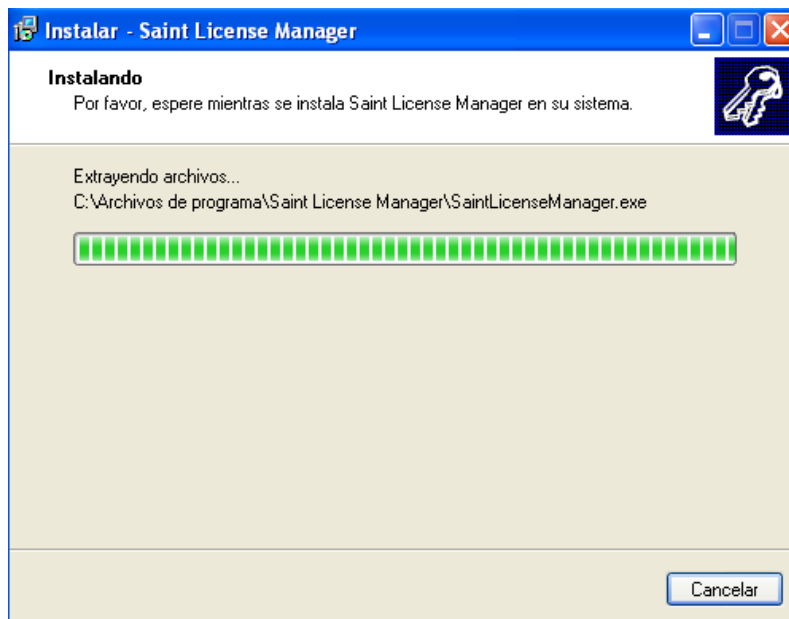 Instalar - Saint License Manager
Instalando
Por favor, espere mientras se instala Saint License Manager en su sistema.
Extrayendo archivos...
C:\Archivos de programa\Saint License Manager\SaintLicenseManager.exe
Cancelar